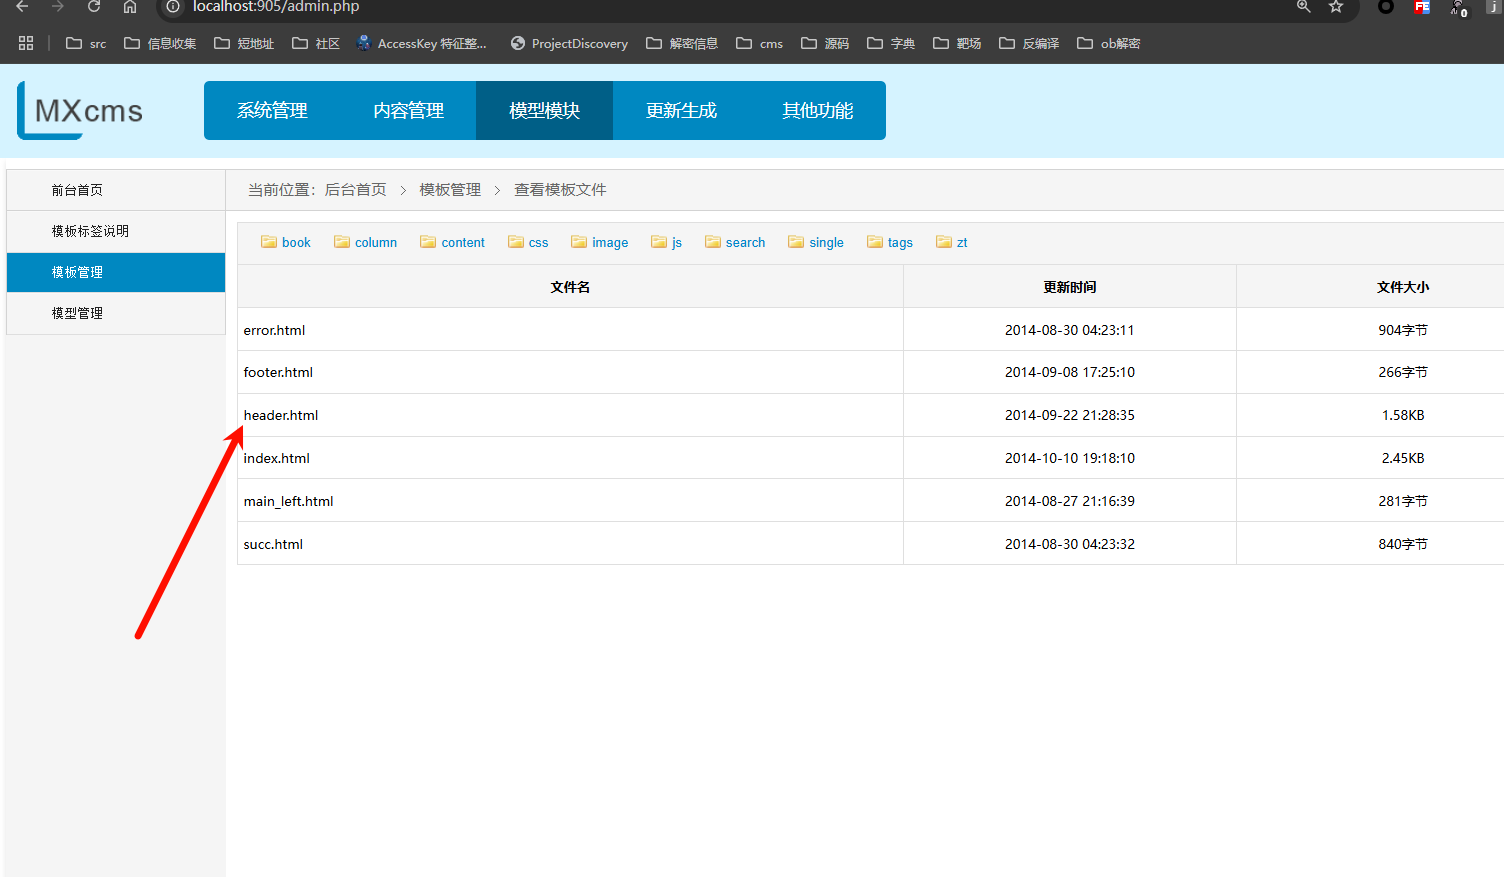 localhost:905/admin.php
src 信息收集 短地址 社区 AccessKey 特征整... ProjectDiscovery 解密信息 cms 源码 字典 靶场 反编译 ob解密
MXcms 系统管理 内容管理 模型模块 更新生成 其他功能
前台首页
模板标签说明
模板管理
模型管理
当前位置：后台首页 > 模板管理 > 查看模板文件
book column content css image js search single tags zt
文件名 更新时间 文件大小
error.html 2014-08-30 04:23:11 904字节
footer.html 2014-09-08 17:25:10 266字节
header.html 2014-09-22 21:28:35 1.58KB
index.html 2014-10-10 19:18:10 2.45KB
main_left.html 2014-08-27 21:16:39 281字节
succ.html 2014-08-30 04:23:32 840字节